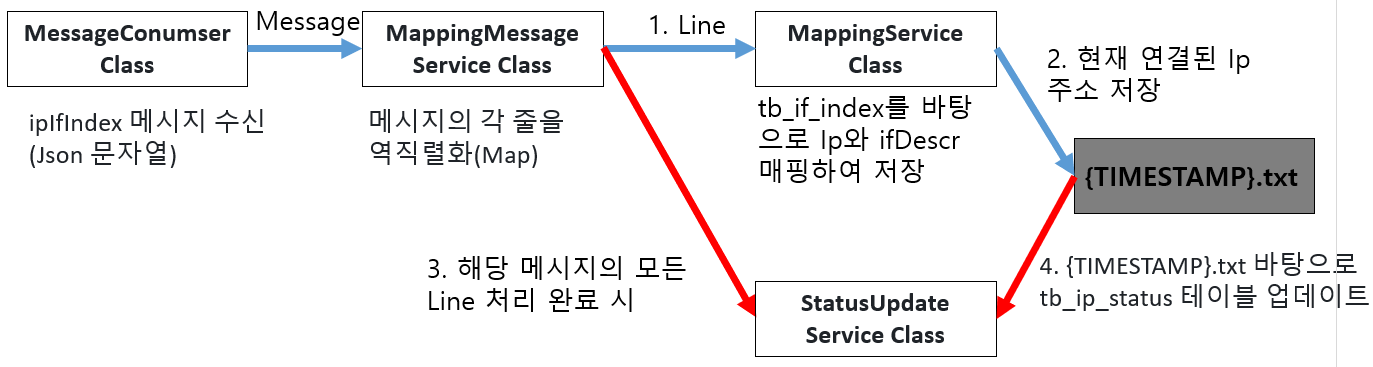 MessageConumser
Class
Message
MappingMessage
Service Class
1. Line
MappingService
Class
2. 현재 연결된 Ip
주소 저장
ipIfIndex 메시지 수신
(Json 문자열)
메시지의 각 줄을
역직렬화(Map)
tb_if_index를 바탕
으로 Ip와 ifDescr
매핑하여 저장
{TIMESTAMP}.txt
3. 해당 메시지의 모든
Line 처리 완료 시
4. {TIMESTAMP}.txt 바탕으로
tb_ip_status 테이블 업데이트
StatusUpdate
Service Class